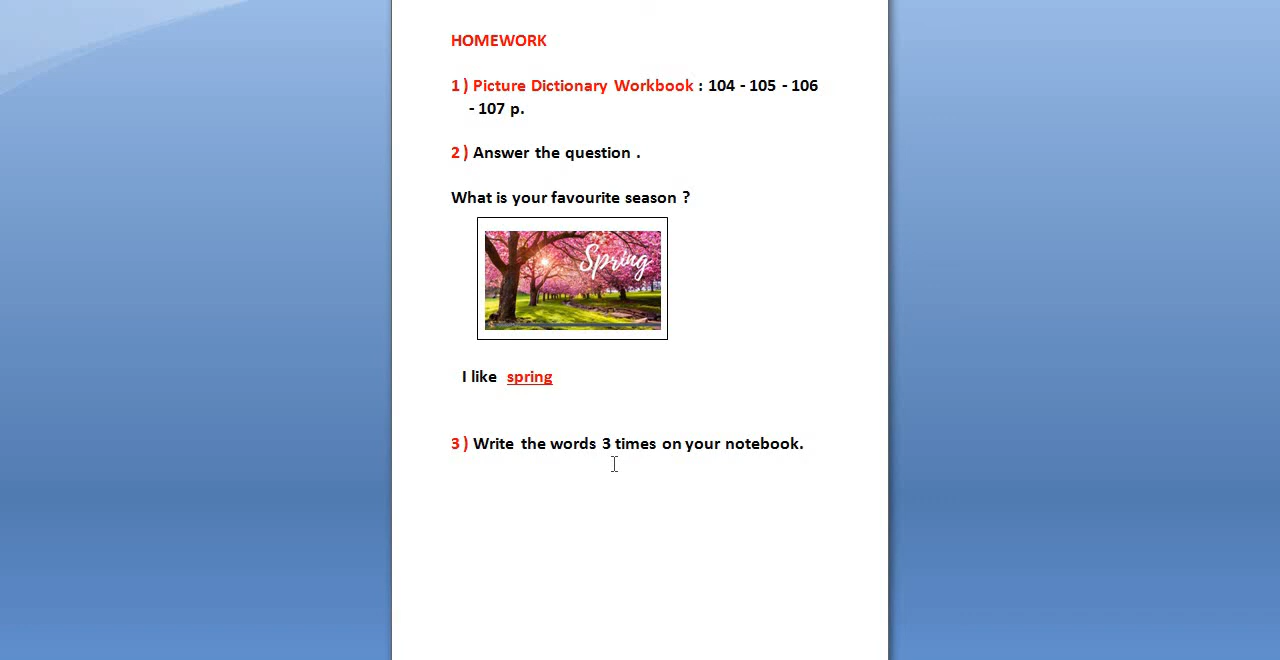 HOMEWORK
1 ) Picture Dictionary Workbook : 104 - 105 - 106
- 107 p.
2 ) Answer the question .
What is your favourite season ?
Spring
I like spring
3 ) Write the words 3 times on your notebook.